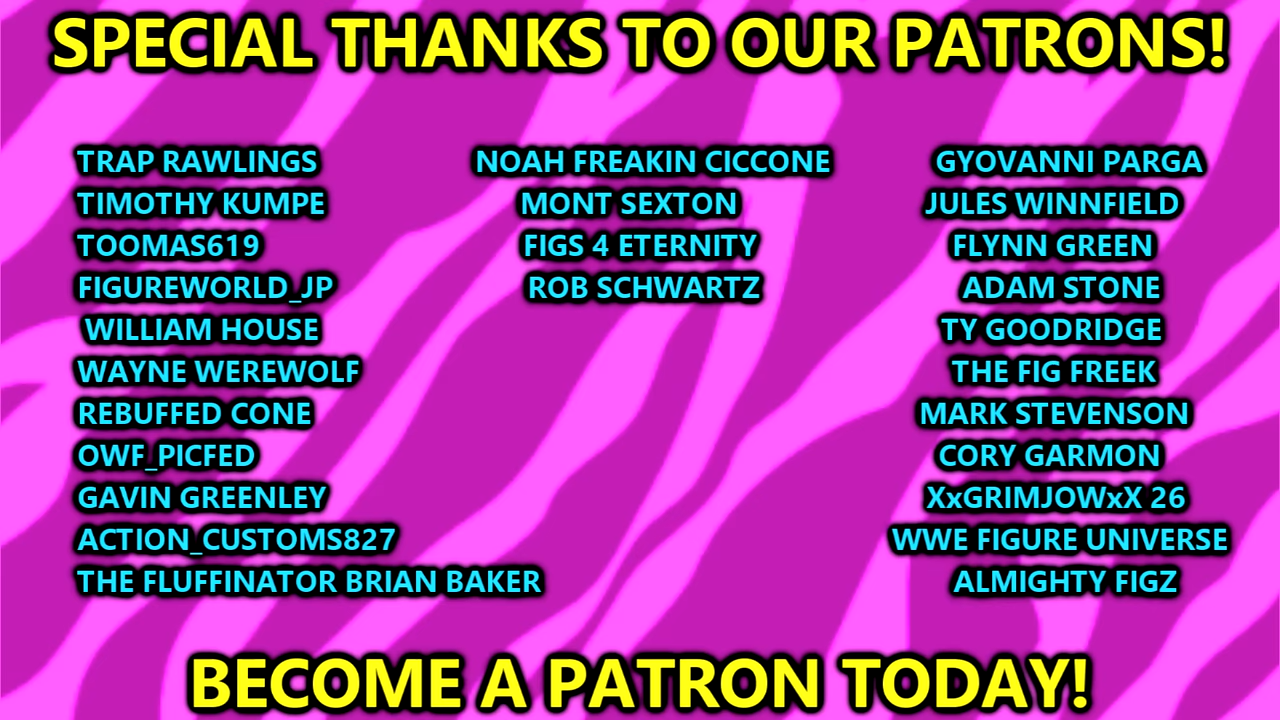 SPECIAL THANKS TO OUR PATRONS!
TRAP RAWLINGS
TIMOTHY KUMPE
TOOMAS619
FIGUREWORLD_JP
WILLIAM HOUSE
WAYNE WEREWOLF
REBUFFED CONE
OWF_PICFED
GAVIN GREENLEY
ACTION_CUSTOMS827
THE FLUFFINATOR BRIAN BAKER
NOAH FREAKIN CICCONE
MONT SEXTON
FIGS 4 ETERNITY
ROB SCHWARTZ
GYOVANNI PARGA
JULES WINNFIELD
FLYNN GREEN
ADAM STONE
TY GOODRIDGE
THE FIG FREEK
MARK STEVENSON
CORY GARMON
XxGRIMJOWxX 26
WWE FIGURE UNIVERSE
ALMIGHTY FIGZ
BECOME A PATRON TODAY!